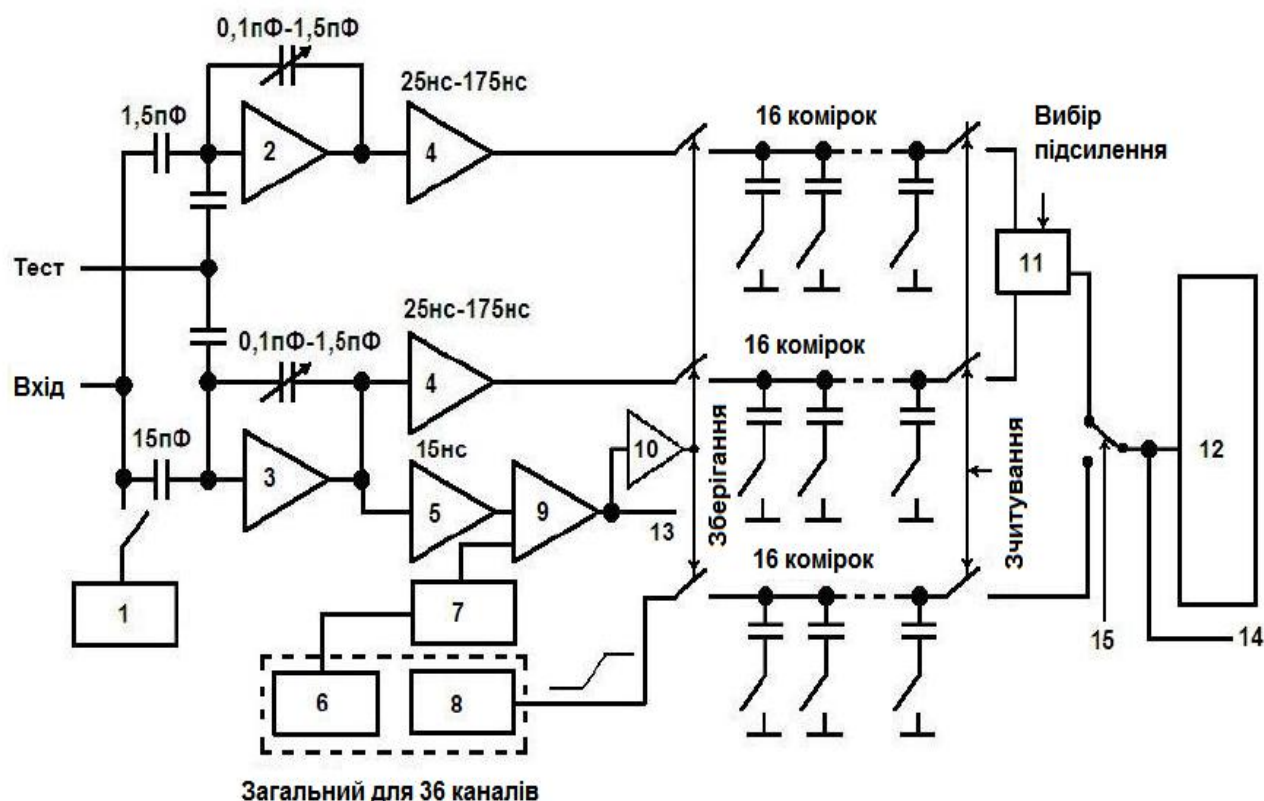 0,1пФ-1,5пФ
25нс-175нс
1,5пФ
16 комірок
Вибір
підсилення
2
4
11
Тест
25нс-175нс
0,1пФ-1,5пФ
16 комірок
Вхід
4
15пФ
15нс
10
Зберігання
Зчитування
12
3
5
9
13
16 комірок
1
7
15
14
6
8
Загальний для 36 каналів